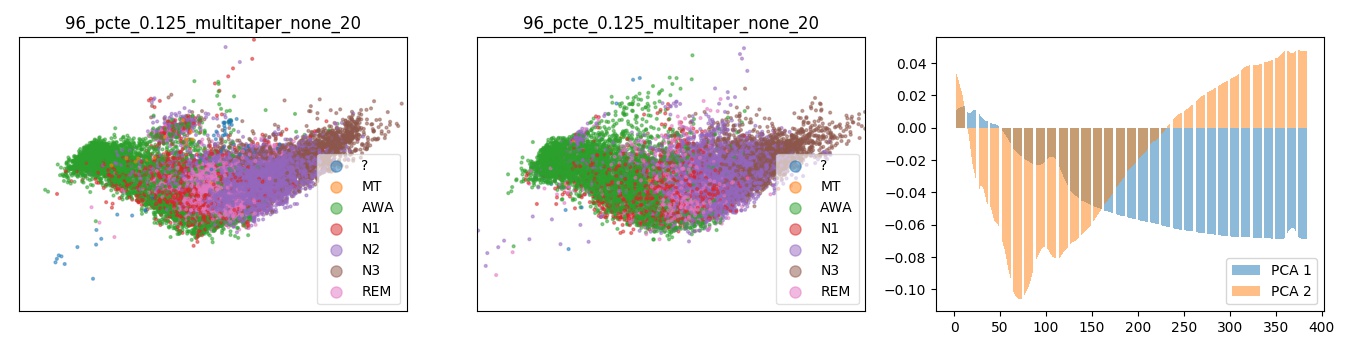 96_pcte_0.125_multitaper_none_20
?
MT
AWA
N1
N2
N3
REM
96_pcte_0.125_multitaper_none_20
?
MT
AWA
N1
N2
N3
REM
0.04
0.02
0.00
−0.02
−0.04
−0.06
−0.08
−0.10
PCA 1
PCA 2
0 50 100 150 200 250 300 350 400